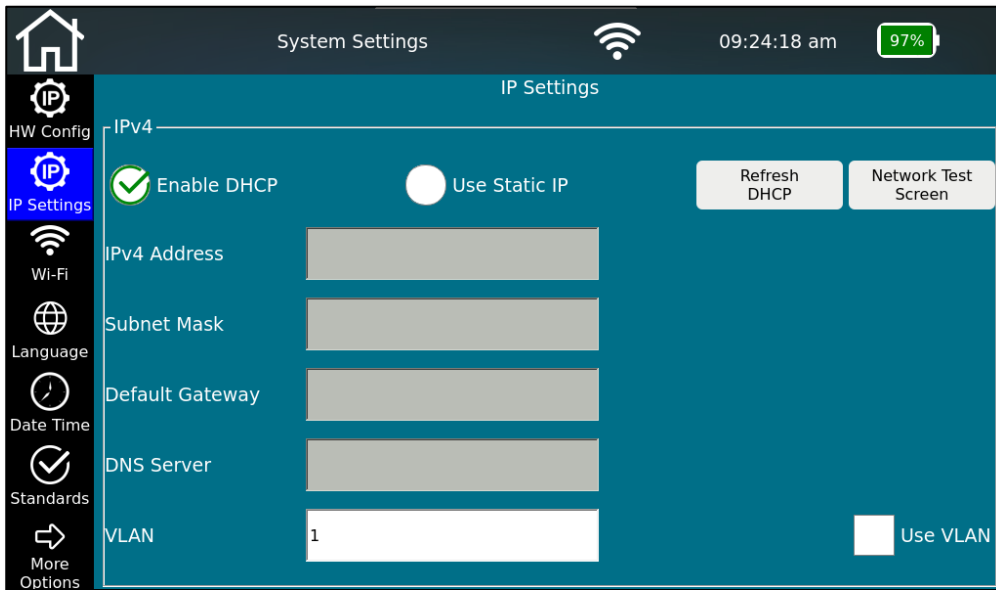 System Settings
09:24:18 am
97%
IP
HW Config
IP
IP Settings
Wi-Fi
Language
Date Time
Standards
More
Options
IP Settings
IPv4
Enable DHCP
Use Static IP
Refresh
DHCP
Network Test
Screen
IPv4 Address
Subnet Mask
Default Gateway
DNS Server
VLAN
1
Use VLAN